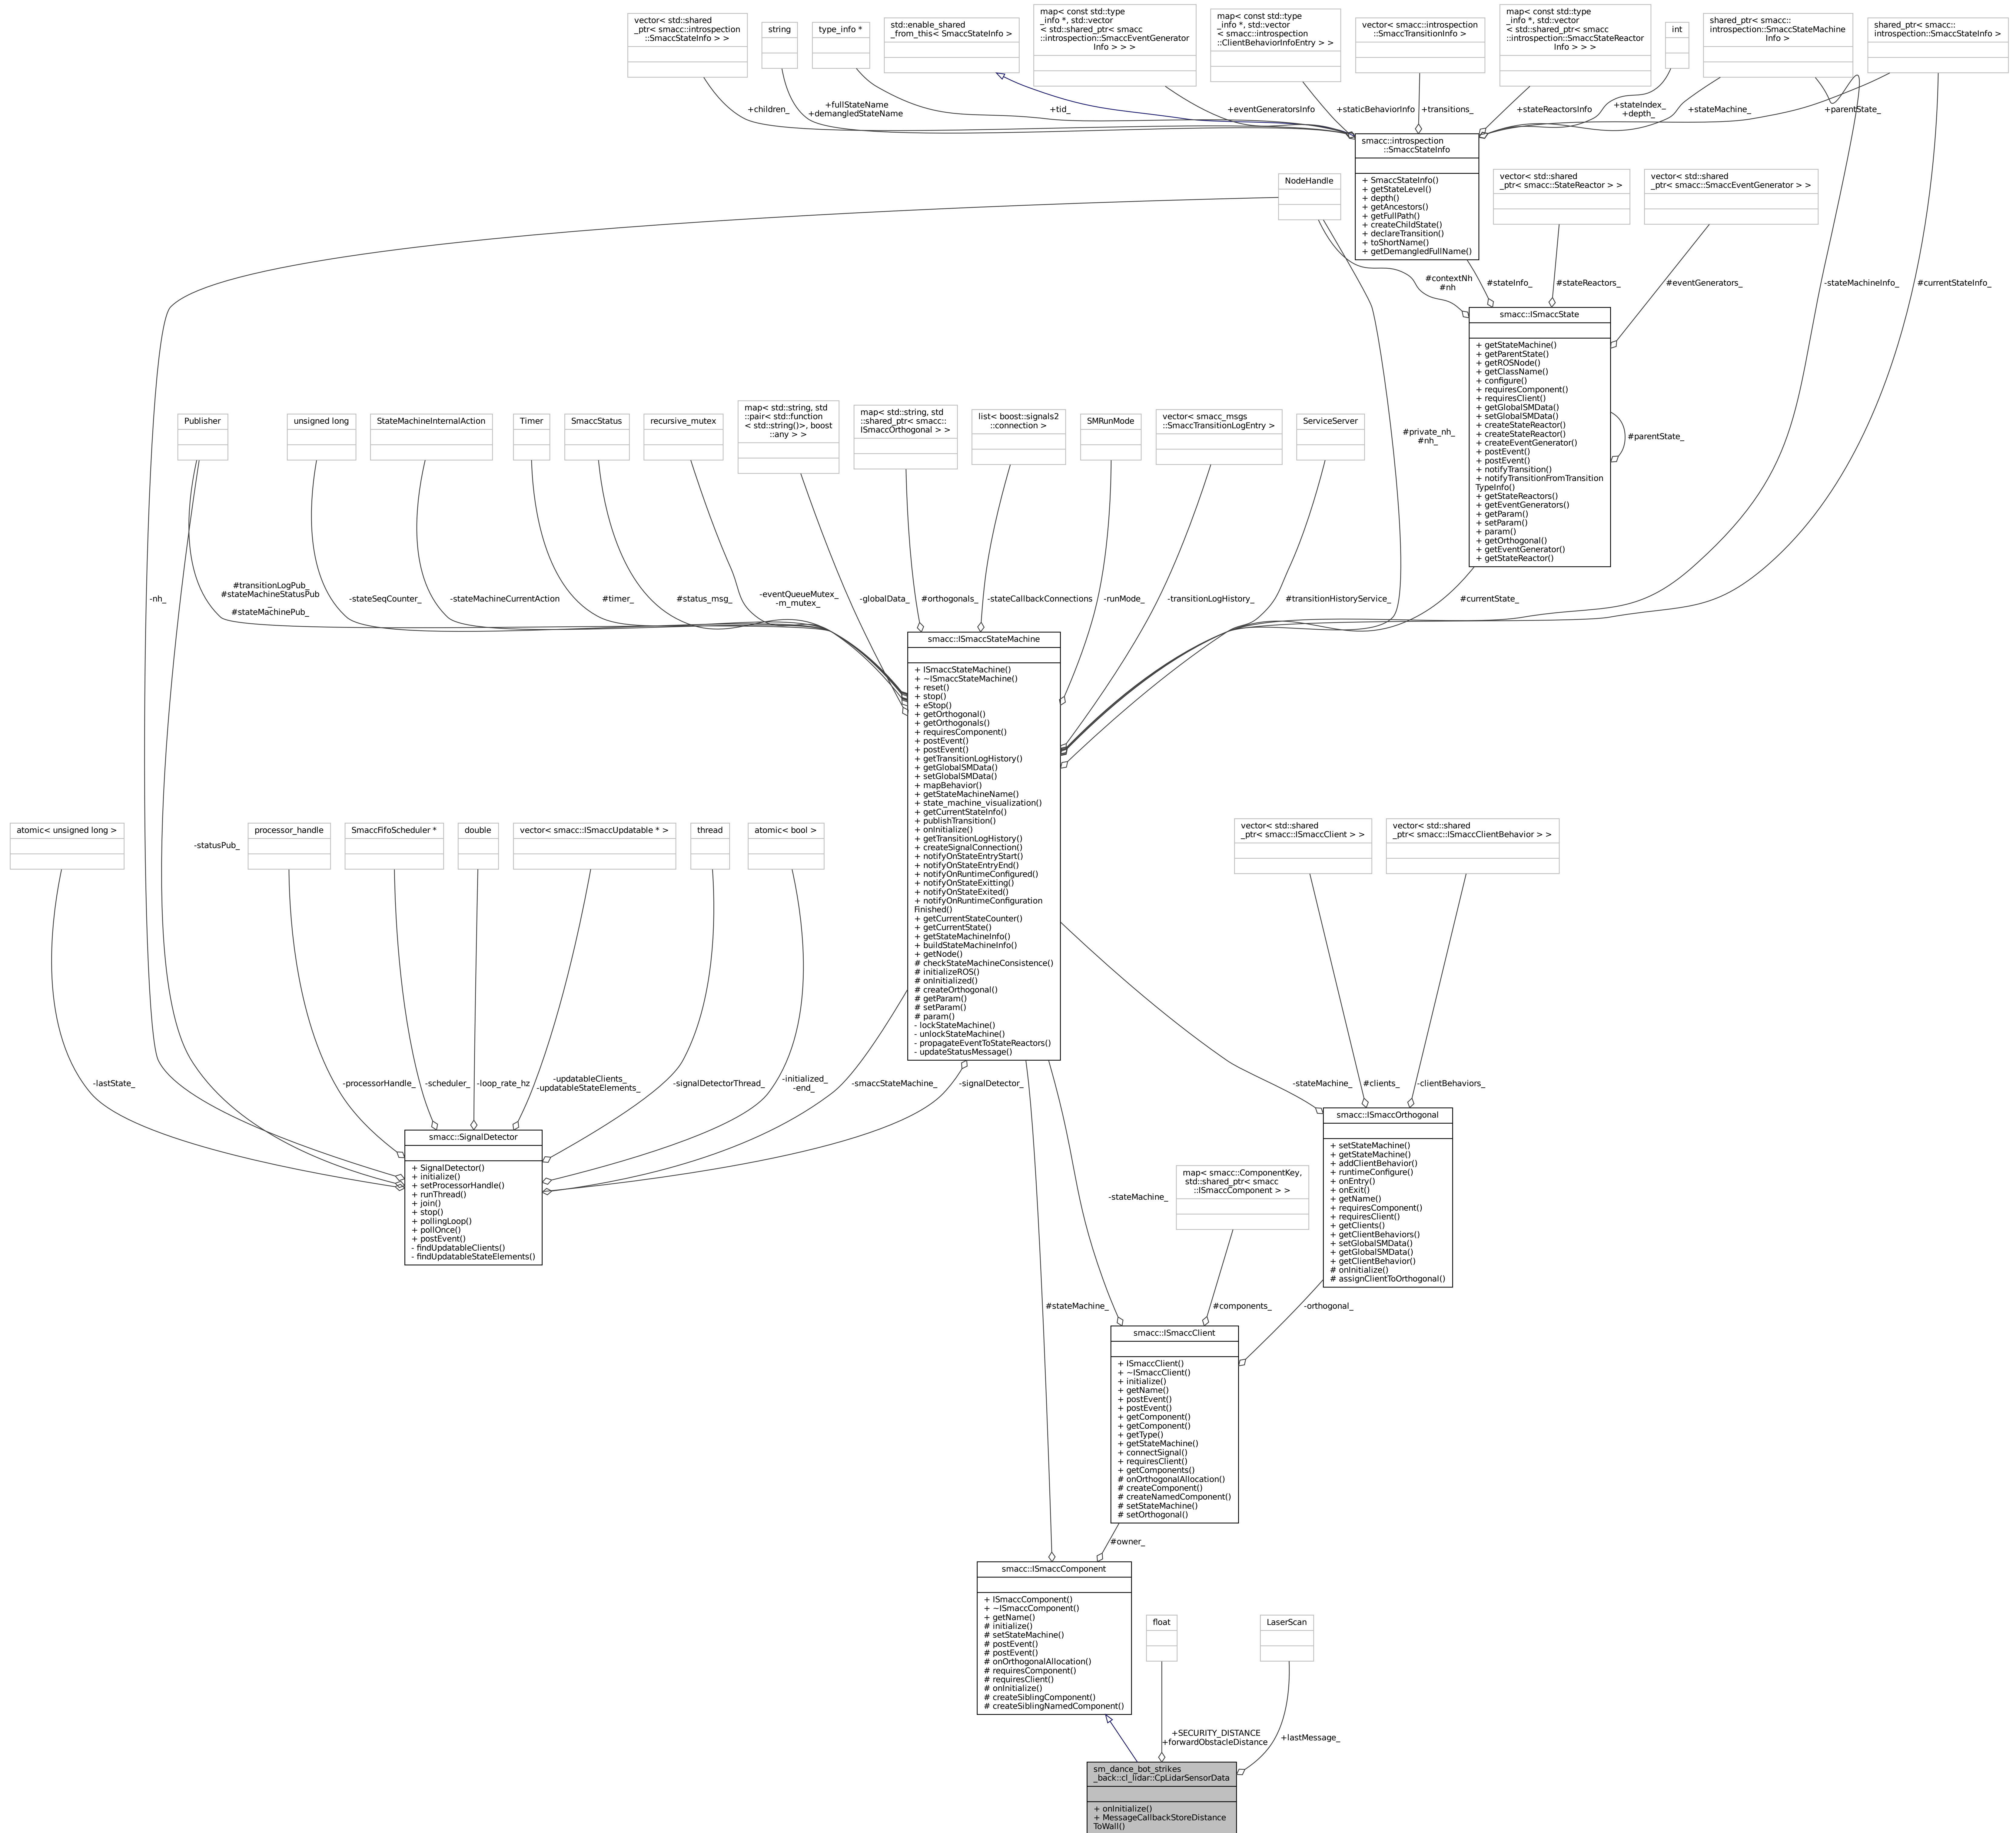 vector< std::shared
_ptr< smacc::introspection
::SmaccStateInfo > >
string
type_info *
std::enable_shared
_from_this< SmaccStateInfo >
map< const std::type
_info *, std::vector
< std::shared_ptr< smacc
::introspection::SmaccEventGenerator
Info > > >
map< const std::type
_info *, std::vector
< smacc::introspection
::ClientBehaviorInfoEntry > >
vector< smacc::introspection
::SmaccTransitionInfo >
map< const std::type
_info *, std::vector
< std::shared_ptr< smacc
::introspection::SmaccStateReactor
Info > > >
int
shared_ptr< smacc::
introspection::SmaccStateMachine
Info >
shared_ptr< smacc::
introspection::SmaccStateInfo >
+children_
+fullStateName
+demangledStateName
+tid_
+eventGeneratorsInfo
+staticBehaviorInfo
+transitions_
+stateReactorsInfo
+stateIndex_
+depth_
+stateMachine_
+parentState_
smacc::introspection
::SmaccStateInfo
+ SmaccStateInfo()
+ getStateLevel()
+ depth()
+ getAncestors()
+ getFullPath()
+ createChildState()
+ declareTransition()
+ toShortName()
+ getDemangledFullName()
NodeHandle
vector< std::shared
_ptr< smacc::StateReactor > >
vector< std::shared
_ptr< smacc::SmaccEventGenerator > >
#contextNh
#nh
#stateInfo_
#stateReactors_
#eventGenerators_
-stateMachineInfo_
#currentStateInfo_
smacc::ISmaccState
+ getStateMachine()
+ getParentState()
+ getROSNode()
+ getClassName()
+ configure()
+ requiresComponent()
+ requiresClient()
+ getGlobalSMData()
+ setGlobalSMData()
+ createStateReactor()
+ createStateReactor()
+ createEventGenerator()
+ postEvent()
+ postEvent()
+ notifyTransition()
+ notifyTransitionFromTransition
TypeInfo()
+ getStateReactors()
+ getEventGenerators()
+ getParam()
+ setParam()
+ param()
+ getOrthogonal()
+ getEventGenerator()
+ getStateReactor()
#parentState_
Publisher
unsigned long
StateMachineInternalAction
Timer
SmaccStatus
recursive_mutex
map< std::string, std
::pair< std::function
< std::string()>, boost
::any > >
map< std::string, std
::shared_ptr< smacc::
ISmaccOrthogonal > >
list< boost::signals2
::connection >
SMRunMode
vector< smacc_msgs
::SmaccTransitionLogEntry >
ServiceServer
#private_nh_
#nh_
-nh_
#transitionLogPub_
#stateMachineStatusPub
_
#stateMachinePub_
-stateSeqCounter_
-stateMachineCurrentAction
#timer_
#status_msg_
-eventQueueMutex_
-m_mutex_
-globalData_
#orthogonals_
-stateCallbackConnections
-runMode_
-transitionLogHistory_
#transitionHistoryService_
#currentState_
smacc::ISmaccStateMachine
+ ISmaccStateMachine()
+ ~ISmaccStateMachine()
+ reset()
+ stop()
+ eStop()
+ getOrthogonal()
+ getOrthogonals()
+ requiresComponent()
+ postEvent()
+ postEvent()
+ getTransitionLogHistory()
+ getGlobalSMData()
+ setGlobalSMData()
+ mapBehavior()
+ getStateMachineName()
+ state_machine_visualization()
+ getCurrentStateInfo()
+ publishTransition()
+ onInitialize()
+ getTransitionLogHistory()
+ createSignalConnection()
+ notifyOnStateEntryStart()
+ notifyOnStateEntryEnd()
+ notifyOnRuntimeConfigured()
+ notifyOnStateExitting()
+ notifyOnStateExited()
+ notifyOnRuntimeConfiguration
Finished()
+ getCurrentStateCounter()
+ getCurrentState()
+ getStateMachineInfo()
+ buildStateMachineInfo()
+ getNode()
# checkStateMachineConsistence()
# initializeROS()
# onInitialized()
# createOrthogonal()
# getParam()
# setParam()
# param()
- lockStateMachine()
- unlockStateMachine()
- propagateEventToStateReactors()
- updateStatusMessage()
atomic< unsigned long >
-statusPub_
processor_handle
SmaccFifoScheduler *
double
vector< smacc::ISmaccUpdatable * >
thread
atomic< bool >
vector< std::shared
_ptr< smacc::ISmaccClient > >
vector< std::shared
_ptr< smacc::ISmaccClientBehavior > >
-lastState_
-processorHandle_
-scheduler_
-loop_rate_hz
-updatableClients_
-updatableStateElements_
-signalDetectorThread_
-initialized_
-end_
-smaccStateMachine_
-signalDetector_
-stateMachine_
#clients_
-clientBehaviors_
smacc::SignalDetector
+ SignalDetector()
+ initialize()
+ setProcessorHandle()
+ runThread()
+ join()
+ stop()
+ pollingLoop()
+ pollOnce()
+ postEvent()
- findUpdatableClients()
- findUpdatableStateElements()
smacc::ISmaccOrthogonal
+ setStateMachine()
+ getStateMachine()
+ addClientBehavior()
+ runtimeConfigure()
+ onEntry()
+ onExit()
+ getName()
+ requiresComponent()
+ requiresClient()
+ getClients()
+ getClientBehaviors()
+ setGlobalSMData()
+ getGlobalSMData()
+ getClientBehavior()
# onInitialize()
# assignClientToOrthogonal()
map< smacc::ComponentKey,
std::shared_ptr< smacc
::ISmaccComponent > >
-stateMachine_
#stateMachine_
#components_
-orthogonal_
smacc::ISmaccClient
+ ISmaccClient()
+ ~ISmaccClient()
+ initialize()
+ getName()
+ postEvent()
+ postEvent()
+ getComponent()
+ getComponent()
+ getType()
+ getStateMachine()
+ connectSignal()
+ requiresClient()
+ getComponents()
# onOrthogonalAllocation()
# createComponent()
# createNamedComponent()
# setStateMachine()
# setOrthogonal()
#owner_
smacc::ISmaccComponent
+ ISmaccComponent()
+ ~ISmaccComponent()
+ getName()
# initialize()
# setStateMachine()
# postEvent()
# postEvent()
# onOrthogonalAllocation()
# requiresComponent()
# requiresClient()
# onInitialize()
# createSiblingComponent()
# createSiblingNamedComponent()
float
LaserScan
+SECURITY_DISTANCE
+forwardObstacleDistance
+lastMessage_
sm_dance_bot_strikes
_back::cl_lidar::CpLidarSensorData
+ onInitialize()
+ MessageCallbackStoreDistance
ToWall()